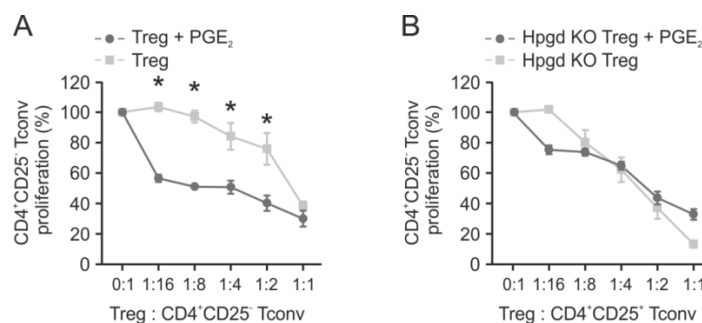 A
Treg + PGE₂
Treg
120
100
80
60
40
20
0
* * * *
CD4⁺CD25⁻ Tconv
proliferation (%)
0:1 1:16 1:8 1:4 1:2 1:1
Treg : CD4⁺CD25⁻ Tconv
B
Hpgd KO Treg + PGE₂
Hpgd KO Treg
120
100
80
60
40
20
0
CD4⁺CD25⁻ Tconv
proliferation (%)
0:1 1:16 1:8 1:4 1:2 1:1
Treg : CD4⁺CD25⁺ Tconv